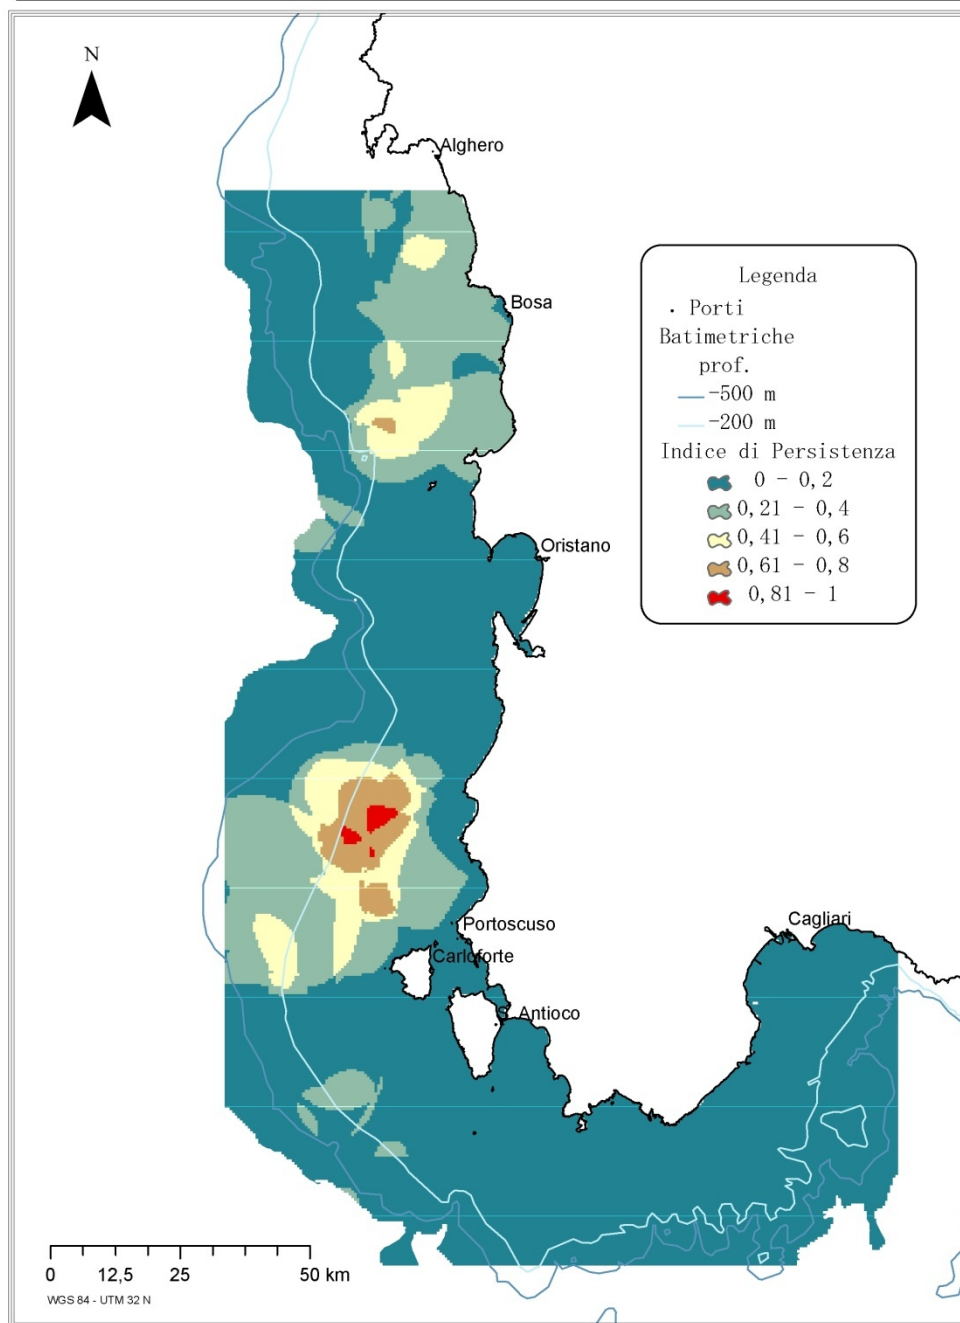 N
Alghero
Bosa
Oristano
Portoscuso
Carloforte
S. Antioco
Cagliari
Legenda
Porti
Batimetriche
prof.
-500 m
-200 m
Indice di Persistenza
0 - 0,2
0,21 - 0,4
0,41 - 0,6
0,61 - 0,8
0,81 - 1
0 12,5 25 50 km
WGS 84 - UTM 32 N